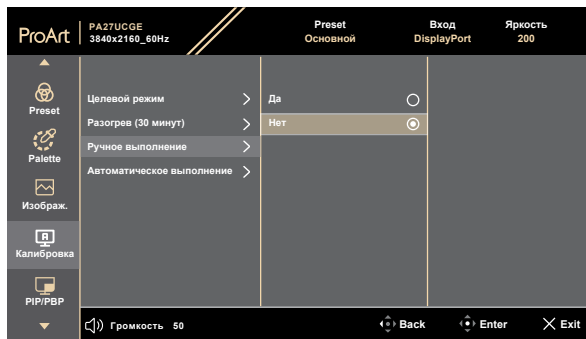 ProArt
PA27UCGE
3840x2160_60Hz
Preset
Основной
Вход
DisplayPort
Яркость
200
Preset
Palette
Изображ.
Калибровка
PIP/PBP
Целевой режим
Разогрев (30 минут)
Ручное выполнение
Автоматическое выполнение
Да
Нет
Громкость 50
Back
Enter
Exit